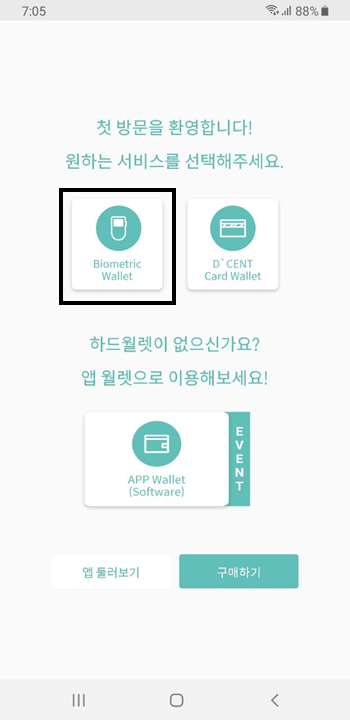 7:05
88%
첫 방문을 환영합니다!
원하는 서비스를 선택해주세요.
Biometric
Wallet
D`CENT
Card Wallet
하드월렛이 없으신가요?
앱 월렛으로 이용해보세요!
APP Wallet
(Software)
EVENT
앱 둘러보기
구매하기